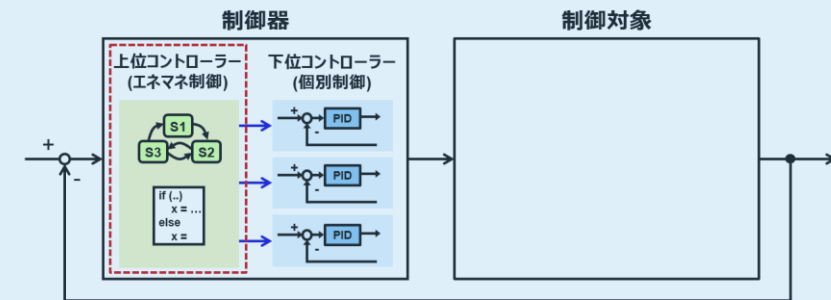 制御器
制御対象
上位コントローラー
(エネマネ制御)
下位コントローラー
(個別制御)
+
-
S1
S3
S2
if (..)
x = ...
else
x =
+
-
PID
+
-
PID
+
-
PID